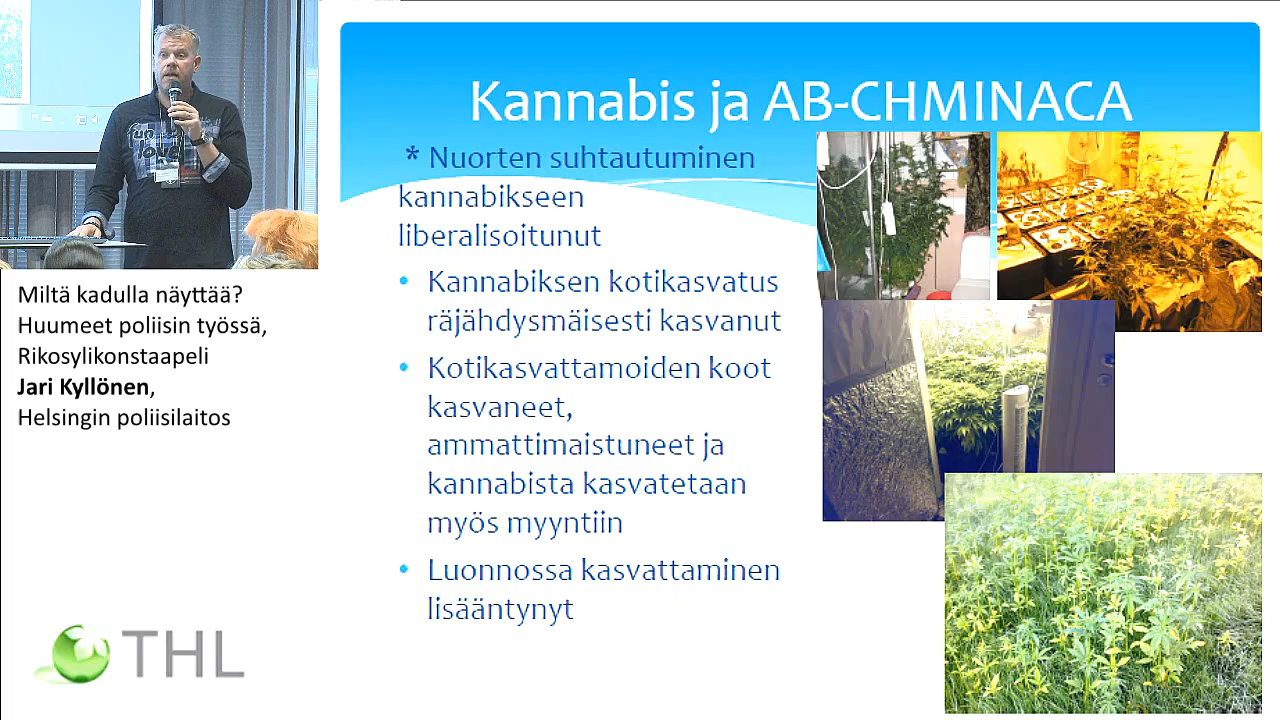 Kannabis ja AB-CHMINACA
* Nuorten suhtautuminen
kannabikseen
liberalisoitunut
• Kannabiksen kotikasvatus
räjähdysmäisesti kasvanut
• Kotikasvattamoiden koot
kasvaneet,
ammattimaistuneet ja
kannabista kasvatetaan
myös myyntiin
• Luonnossa kasvattaminen
lisääntynyt
Miltä kadulla näyttää?
Huumeet poliisin työssä,
Rikosylikonstaapeli
Jari Kyllönen,
Helsingin poliisilaitos
THL